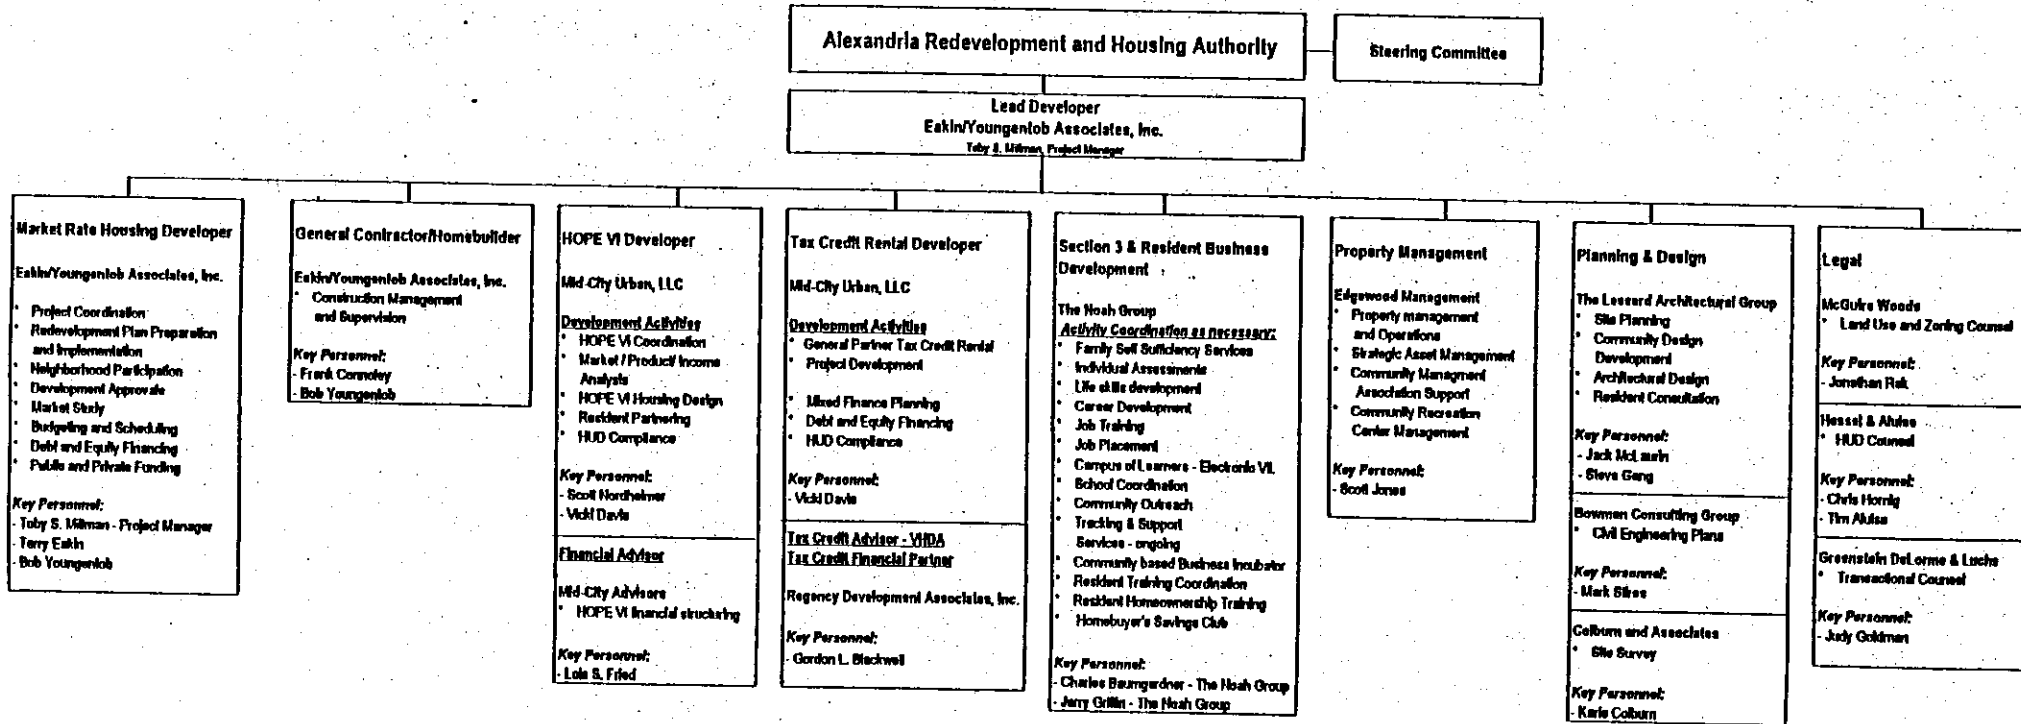 Alexandria Redevelopment and Housing Authority
Steering Committee
Lead Developer
Eakin/Youngentob Associates, Inc.
Toby S. Millman, Project Manager
Market Rate Housing Developer
Eakin/Youngentob Associates, Inc.
* Project Coordination
* Redevelopment Plan Preparation
and Implementation
* Neighborhood Participation
* Development Approvals
* Market Study
* Budgeting and Scheduling
* Debt and Equity Financing
* Public and Private Funding
Key Personnel:
- Toby S. Millman - Project Manager
- Terry Eakin
- Bob Youngentob
General Contractor/Homebuilder
Eakin/Youngentob Associates, Inc.
* Construction Management
and Supervision
Key Personnel:
- Frank Connoley
- Bob Youngentob
HOPE VI Developer
Mid-City Urban, LLC
Development Activities
* HOPE VI Coordination
* Market / Product/ Income
Analysis
* HOPE VI Housing Design
* Resident Partnering
* HUD Compliance
Key Personnel:
- Scott Nordheimer
- Vicki Davis
Financial Advisor
Mid-City Advisors
* HOPE VI financial structuring
Key Personnel:
- Lois S. Fried
Tax Credit Rental Developer
Mid-City Urban, LLC
Development Activities
* General Partner Tax Credit Rental
* Project Development
* Mixed Finance Planning
* Debt and Equity Financing
* HUD Compliance
Key Personnel:
- Vicki Davis
Tax Credit Advisor - VHDA
Tax Credit Financial Partner
Regency Development Associates, Inc.
Key Personnel:
- Gordon L. Blackwell
Section 3 & Resident Business
Development
The Noah Group
Activity Coordination as necessary:
* Family Self Sufficiency Services
* Individual Assessments
* Life skills development
* Career Development
* Job Training
* Job Placement
* Campus of Learners - Electronic VIL
* School Coordination
* Community Outreach
* Tracking & Support
Services - ongoing
* Community based Business Incubator
* Resident Training Coordination
* Resident Homeownership Training
* Homebuyer's Savings Club
Key Personnel:
- Charles Baumgardner - The Noah Group
- Jerry Griffin - The Noah Group
Property Management
Edgewood Management
* Property management
and Operations
* Strategic Asset Management
* Community Managment
Association Support
* Community Recreation
Center Management
Key Personnel:
- Scott Jones
Planning & Design
The Lessard Architectural Group
* Site Planning
* Community Design
Development
* Architectural Design
* Resident Consultation
Key Personnel:
- Jack McLaurin
- Steve Gang
Bowman Consulting Group
* Civil Engineering Plans
Key Personnel:
- Mark Stires
Colburn and Associates
* Site Survey
Key Personnel:
- Karle Colburn
Legal
McGuire Woods
* Land Use and Zoning Counsel
Key Personnel:
- Jonathan Rak
Hessel & Aluise
* HUD Counsel
Key Personnel:
- Chris Hornig
- Tim Aluise
Greenstein DeLorme & Luchs
* Transactional Counsel
Key Personnel:
- Judy Goldman